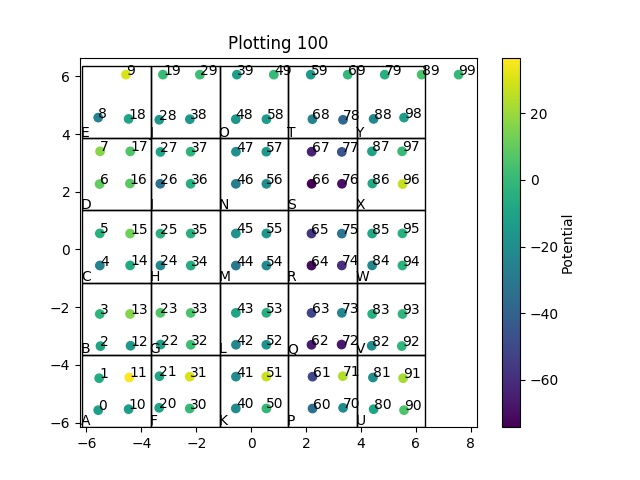 Plotting 100
6
9 19 29 39 49 59 69 79 89 99
8 18 28 38 48 58 68 78 88 98
4
E J O T Y
7 17 27 37 47 57 67 77 87 97
6 16 26 36 46 56 66 76 86 96
2
D I N S X
5 15 25 35 45 55 65 75 85 95
0
4 14 24 34 44 54 64 74 84 94
C H M R W
−2
3 13 23 33 43 53 63 73 83 93
2 12 22 32 42 52 62 72 82 92
B G L Q V
−4
1 11 21 31 41 51 61 71 81 91
0 10 20 30 40 50 60 70 80 90
−6
A F K P U
−6 −4 −2 0 2 4 6 8
20
0
−20
−40
−60
Potential